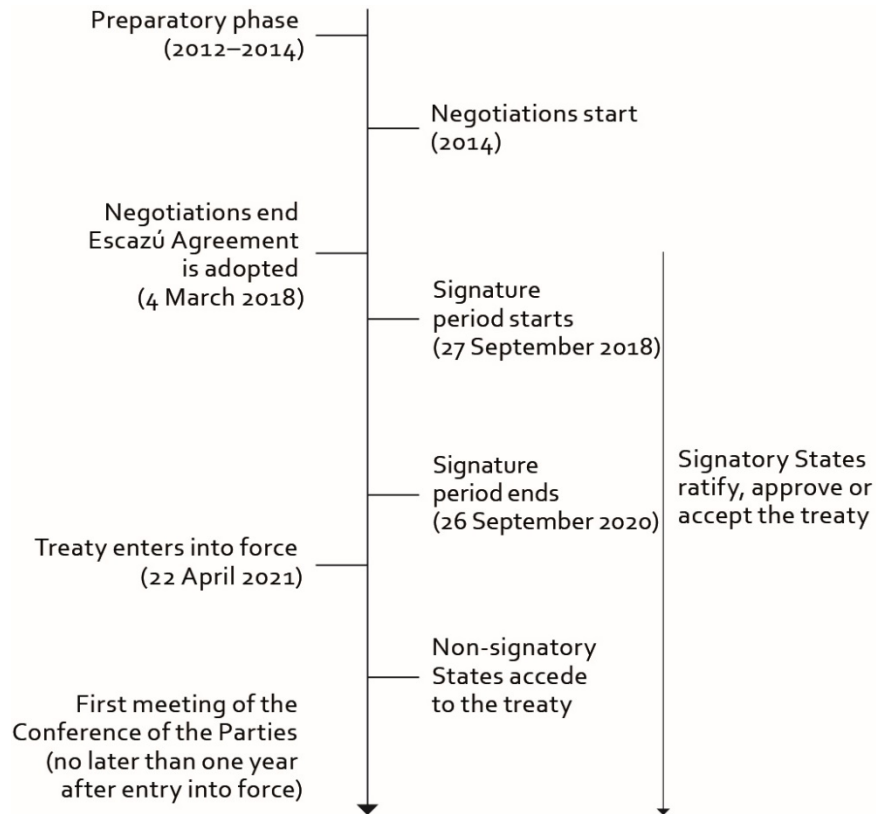 Preparatory phase
(2012–2014)
Negotiations start
(2014)
Negotiations end
Escazú Agreement
is adopted
(4 March 2018)
Signature
period starts
(27 September 2018)
Signature
period ends
(26 September 2020)
Signatory States
ratify, approve or
accept the treaty
Treaty enters into force
(22 April 2021)
Non-signatory
States accede
to the treaty
First meeting of the
Conference of the Parties
(no later than one year
after entry into force)